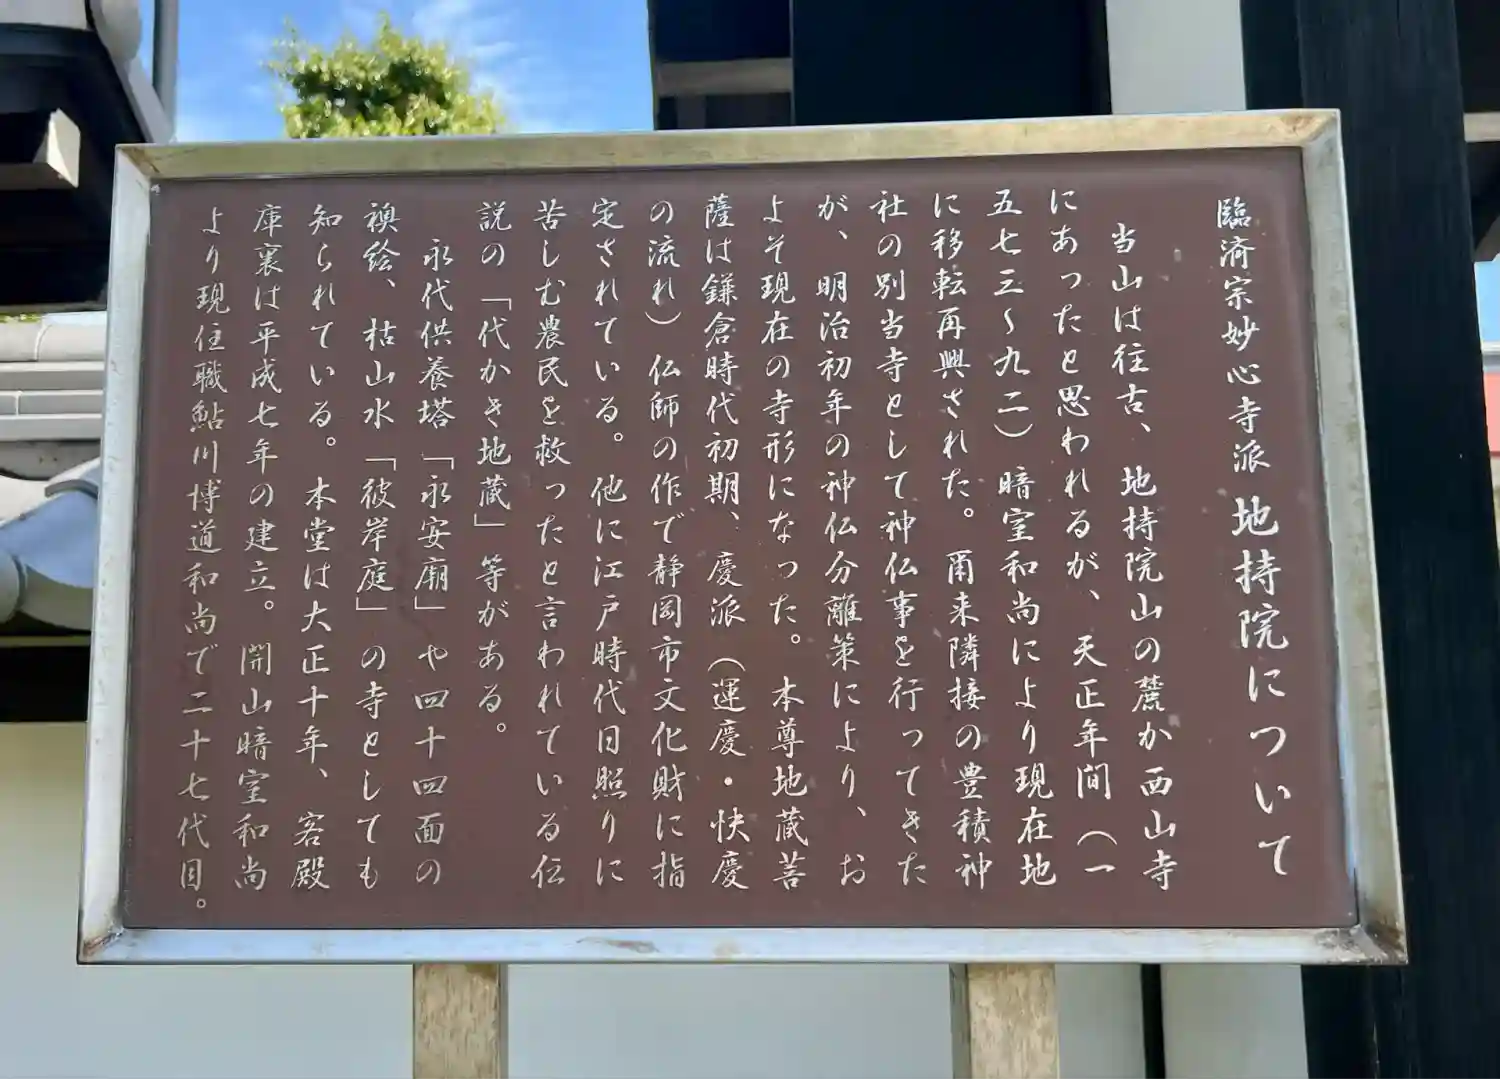 臨済宗妙心寺派 地持院について
当山は往古、地持院山の麓か西山寺
にあったと思われるが、天正年間(一
五七三〜九二)暗室和尚により現在地
に移転再興された。爾来隣接の豊積神
社の別当寺として神仏事を行ってきた
が、明治初年の神仏分離策により、お
よそ現在の寺形になった。本尊地蔵菩
薩は鎌倉時代初期、慶派(運慶・快慶
の流れ)仏師の作で静岡市文化財に指
定されている。他に江戸時代日照りに
苦しむ農民を救ったと言われている伝
説の「代かき地蔵」等がある。
永代供養塔「永安廟」や四十四面の
襖絵、枯山水「彼岸庭」の寺としても
知られている。本堂は大正十年、客殿
庫裏は平成七年の建立。開山暗室和尚
より現住職鮎川博道和尚で二十七代目。